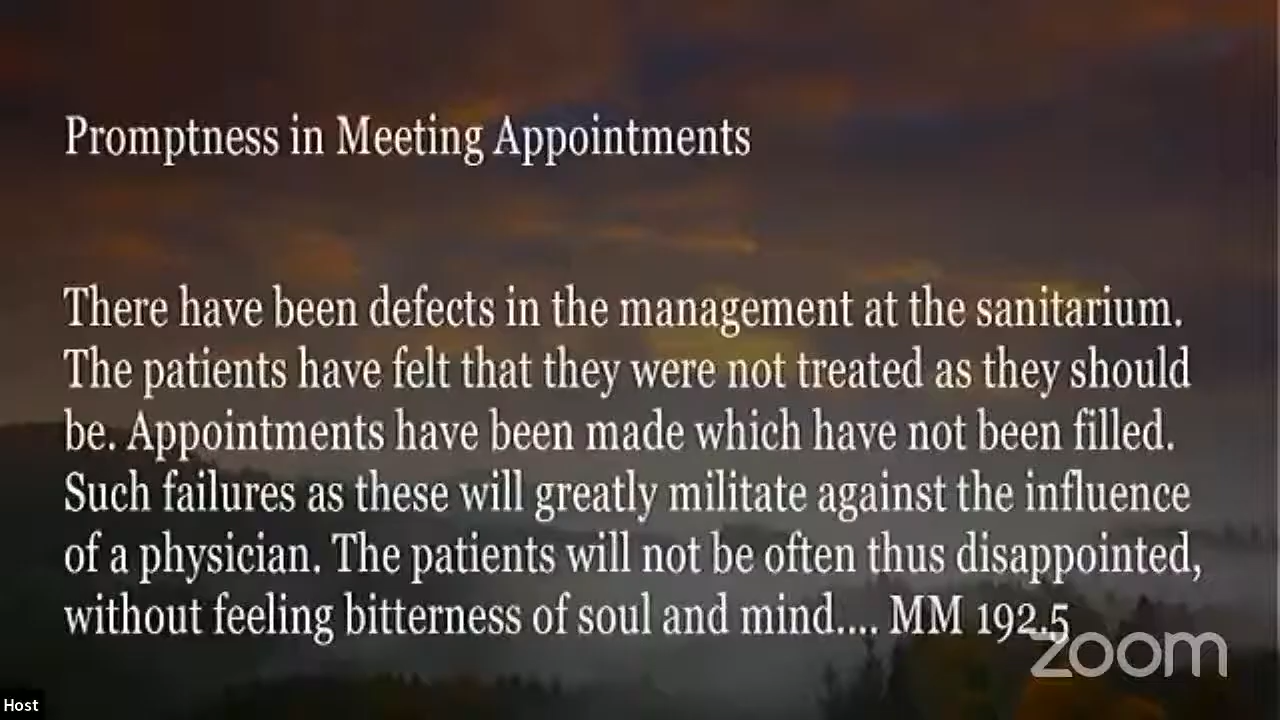 Promptness in Meeting Appointments
There have been defects in the management at the sanitarium.
The patients have felt that they were not treated as they should
be. Appointments have been made which have not been filled.
Such failures as these will greatly militate against the influence
of a physician. The patients will not be often thus disappointed,
without feeling bitterness of soul and mind.... MM 192.5
zoom
Host